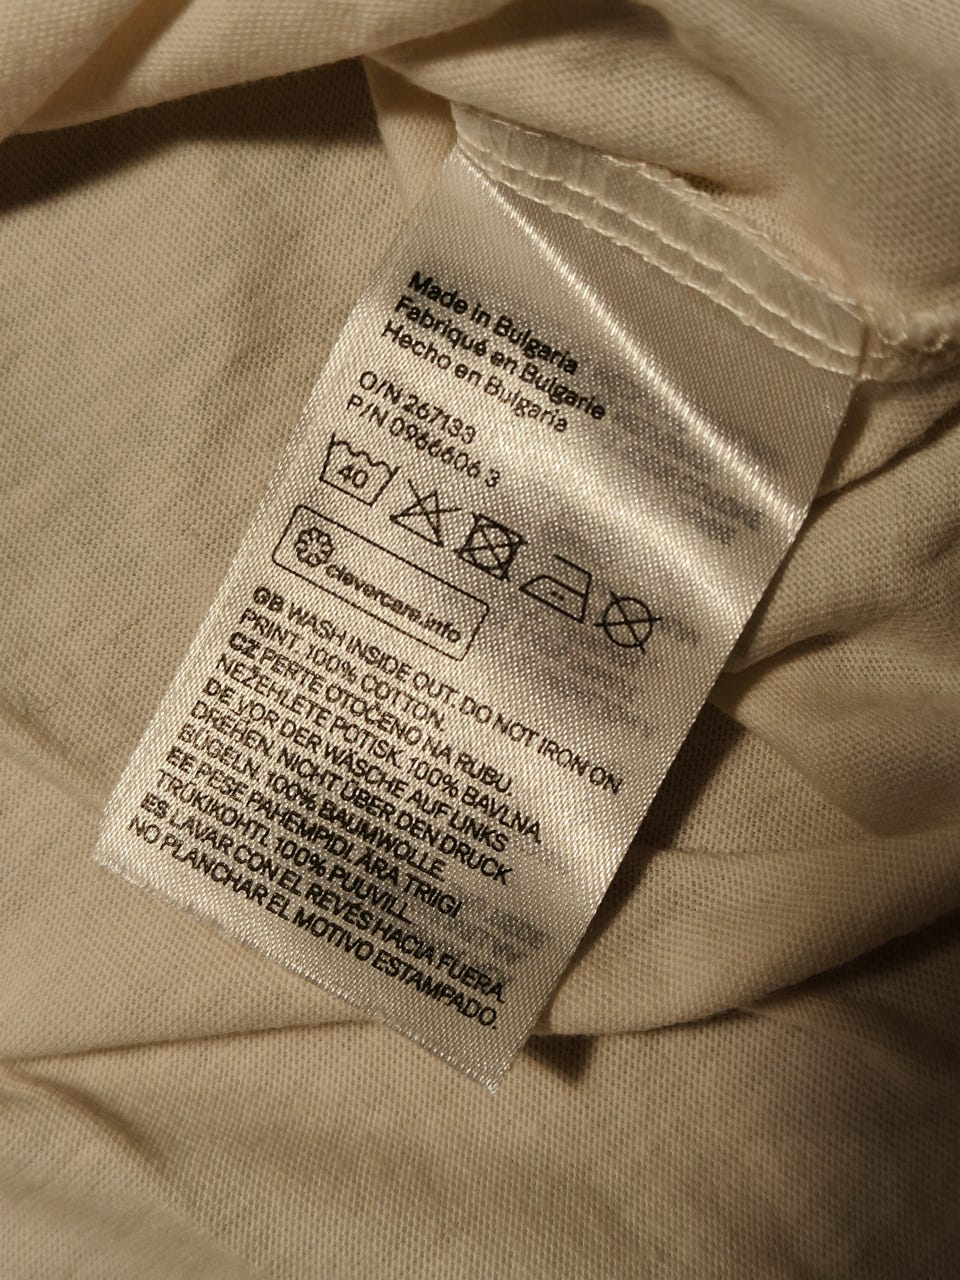 Made in Bulgaria
Fabriqué en Bulgarie
Hecho en Bulgaria
O/N 267133
P/N 0966606.3
40
clevercare.info
GB WASH INSIDE OUT. DO NOT IRON ON
PRINT. 100% COTTON.
CZ PERTE OTOČENO NA RUBU.
NEŽEHLETE POTISK. 100% BAVLNA.
DE VOR DER WÄSCHE AUF LINKS
DREHEN. NICHT ÜBER DEN DRUCK
BÜGELN. 100% BAUMWOLLE.
EE PESE PAHEMPIDI. ÄRA TRIIGI
TRÜKIKOHTI. 100% PUUVILL.
ES LAVAR CON EL REVÉS HACIA FUERA.
NO PLANCHAR EL MOTIVO ESTAMPADO.